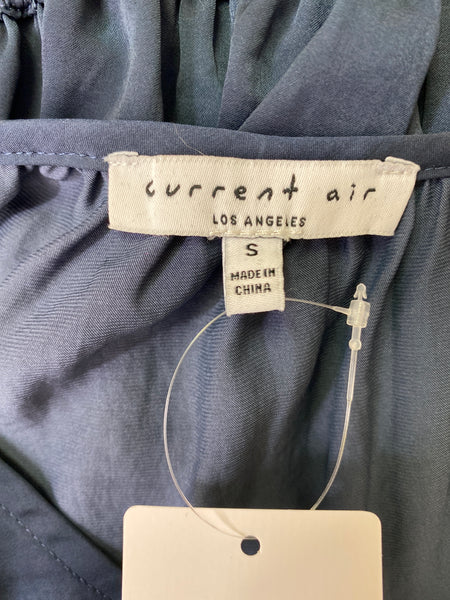 current air
LOS ANGELES
S
MADE IN
CHINA